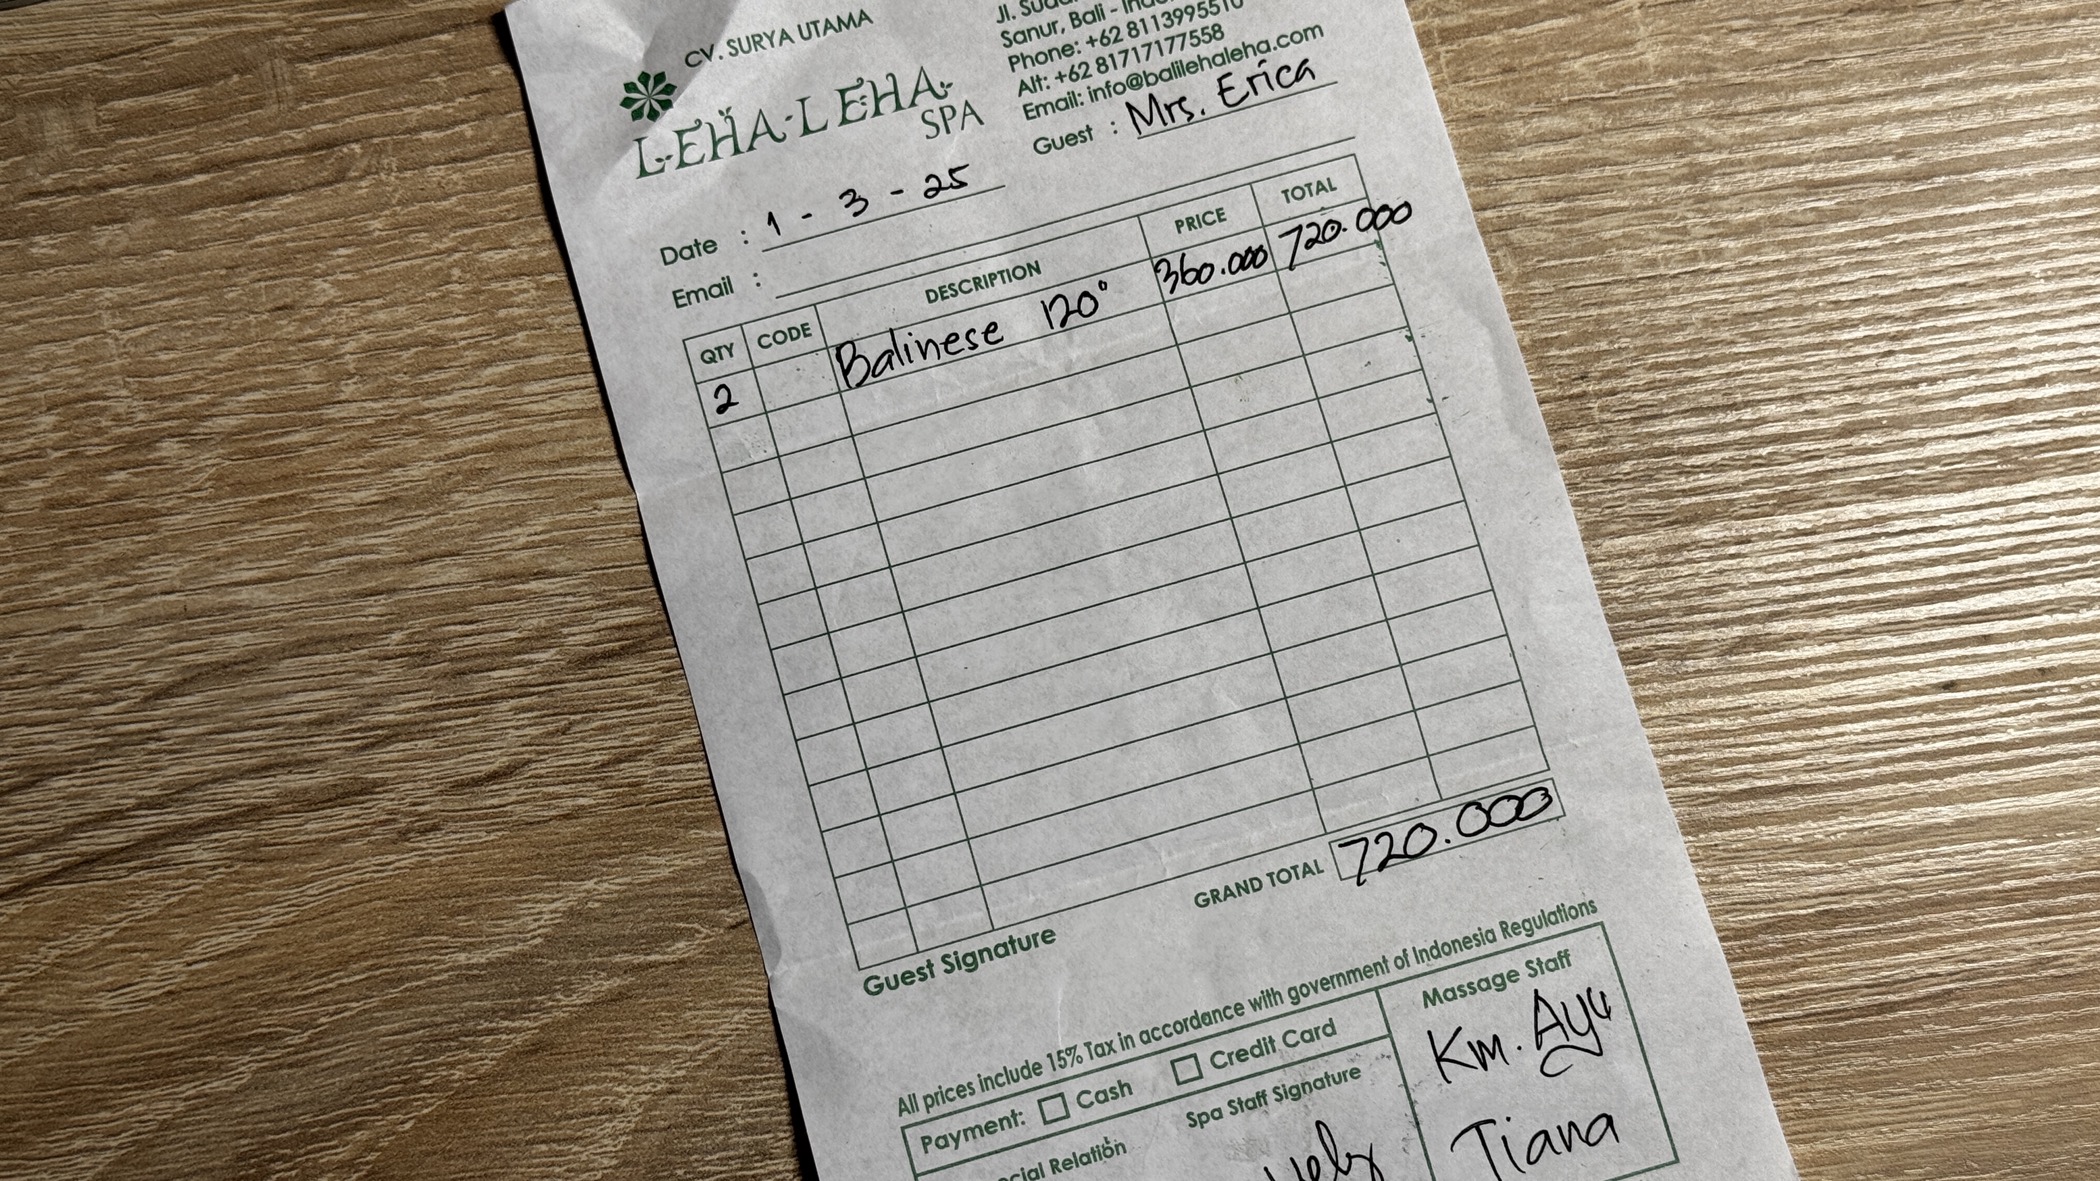 CV. SURYA UTAMA
LEHA-LEHA
SPA
Jl.
Sanur, Bali -
Phone: +62 8113995510
Alt: +62 81717177558
Email: info@balilehaleha.com
Guest : Mrs. Erica
Date : 1 - 3 - 25
Email :
QTY CODE DESCRIPTION PRICE TOTAL
2 Balinese 120° 360.000 720.000
GRAND TOTAL 720.000
Guest Signature
All prices include 15% Tax in accordance with government of Indonesia Regulations
Payment: Cash Credit Card
Massage Staff
Km. Ayu
Tiana
Spa Staff Signature
Relation